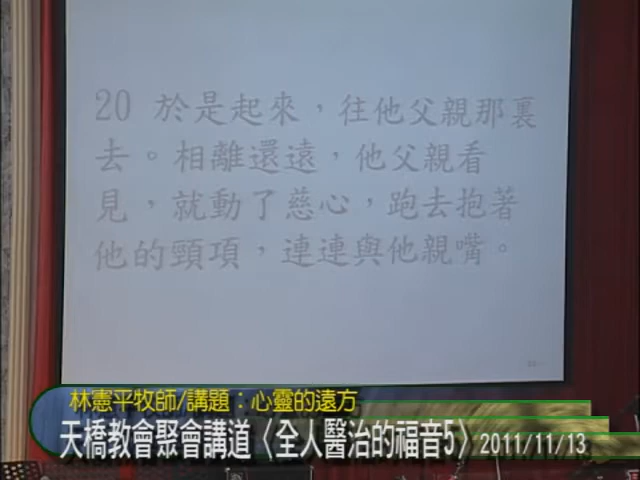 20 於是起來，往他父親那裏
去。相離還遠，他父親看
見，就動了慈心，跑去抱著
他的頸項，連連與他親嘴。
林憲平牧師/講題：心靈的遠方
天橋教會聚會講道〈全人醫治的福音5〉2011/11/13